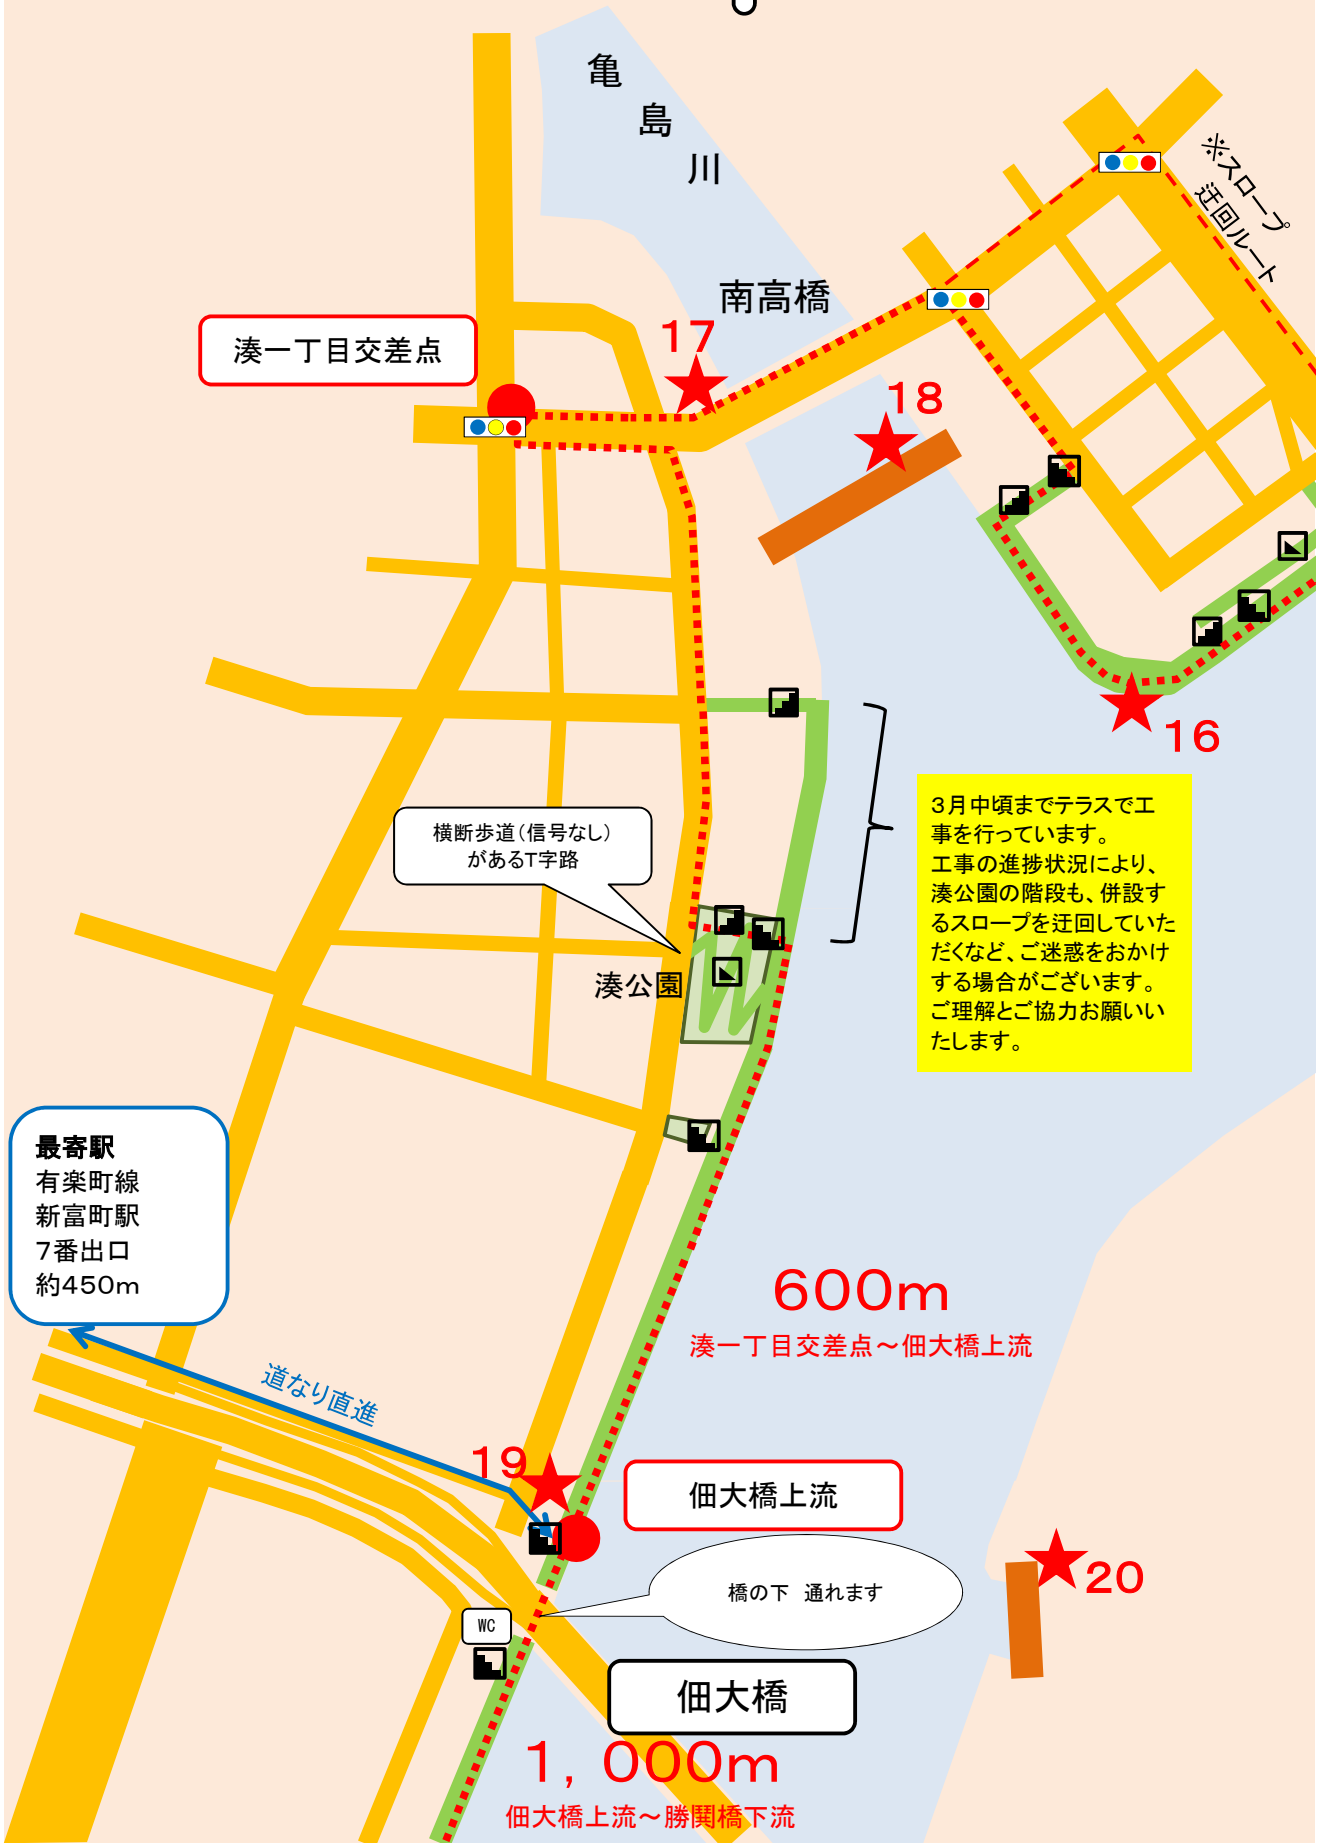 亀
島
川
※スロープ
迂回ルート
南高橋
湊一丁目交差点
17
18
16
3月中頃までテラスで工
事を行っています。
工事の進捗状況により、
湊公園の階段も、併設す
るスロープを迂回していた
だくなど、ご迷惑をおかけ
する場合がございます。
ご理解とご協力お願いい
たします。
横断歩道(信号なし)
があるT字路
湊公園
最寄駅
有楽町線
新富町駅
7番出口
約450m
600m
湊一丁目交差点～佃大橋上流
道なり直進
19
佃大橋上流
橋の下 通れます
20
WC
佃大橋
1,000m
佃大橋上流～勝鬨橋下流